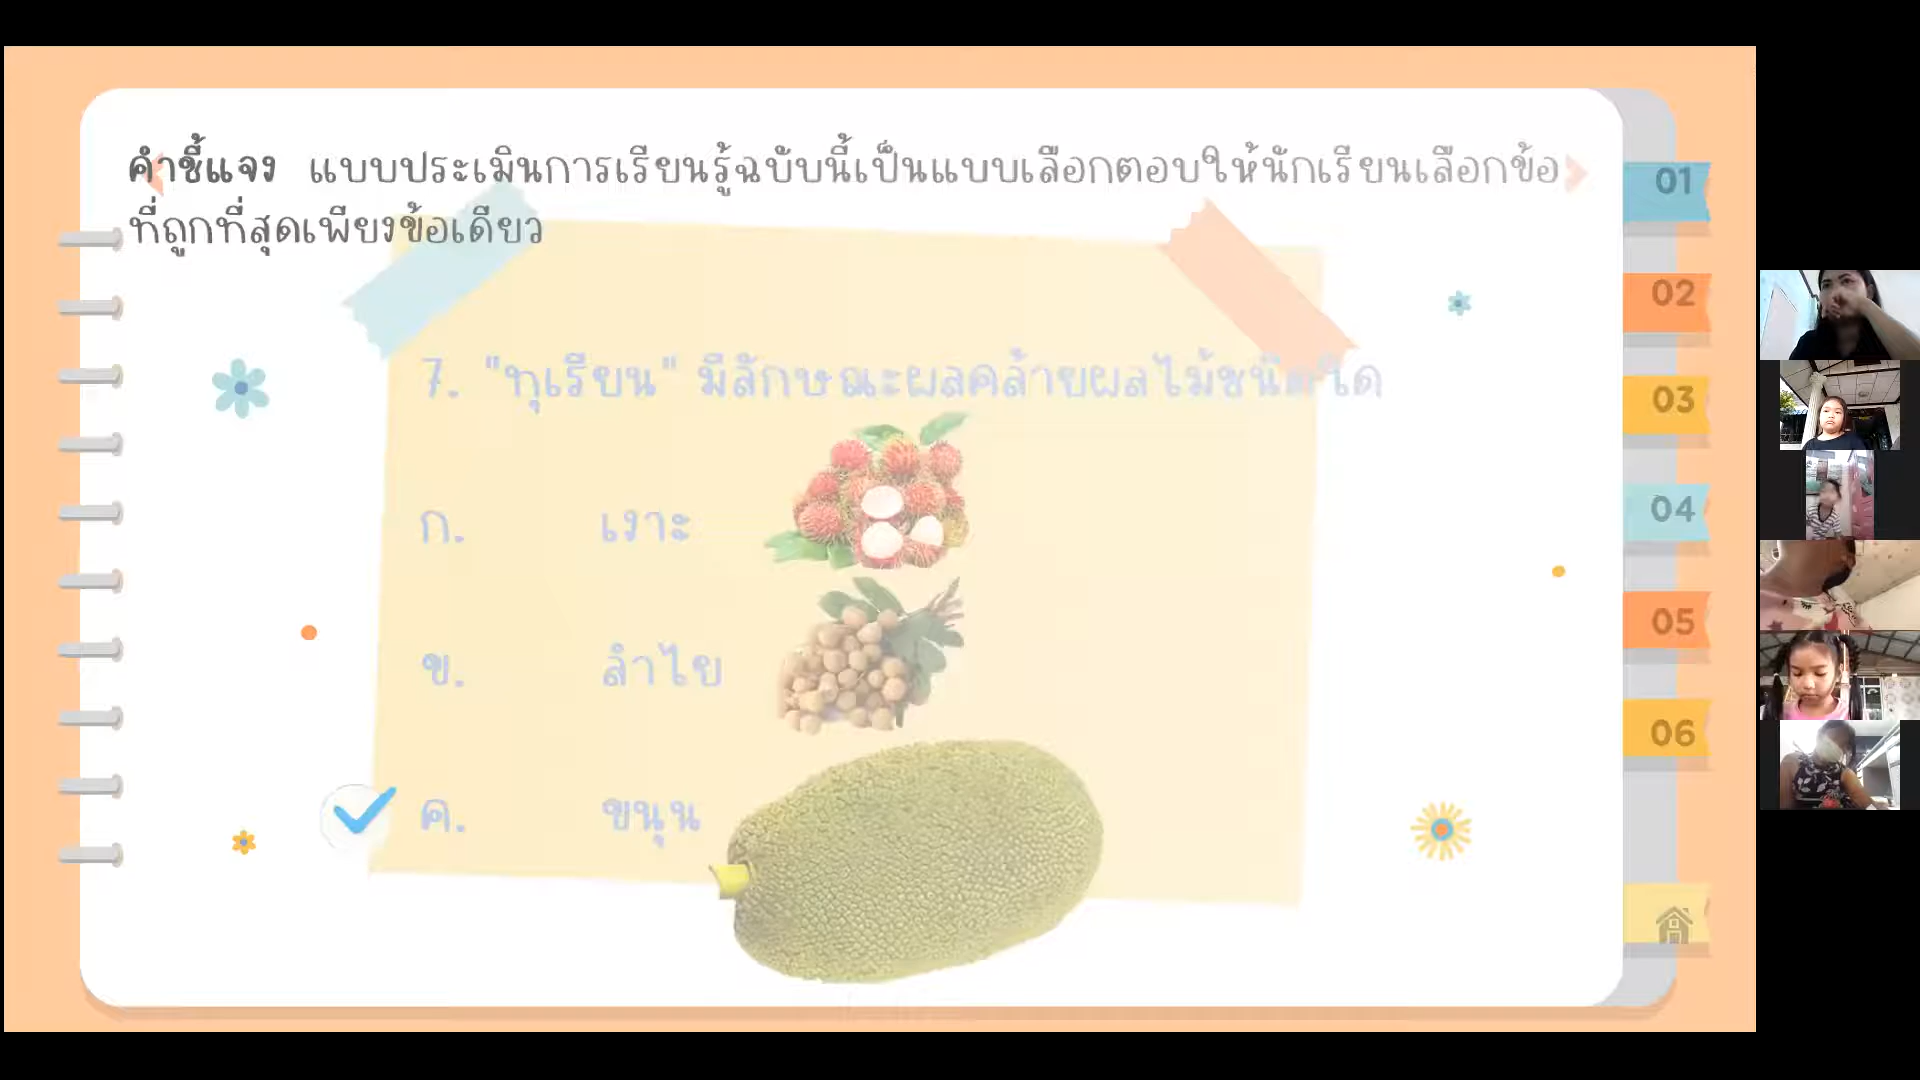 คำชี้แจง แบบประเมินการเรียนรู้ฉบับนี้เป็นแบบเลือกตอบให้นักเรียนเลือกข้อ
ที่ถูกที่สุดเพียงข้อเดียว
7. "ทุเรียน" มีลักษณะผลคล้ายผลไม้ชนิดใด
ก. เงาะ
ข. ลำไย
ค. ขนุน
01
02
03
04
05
06